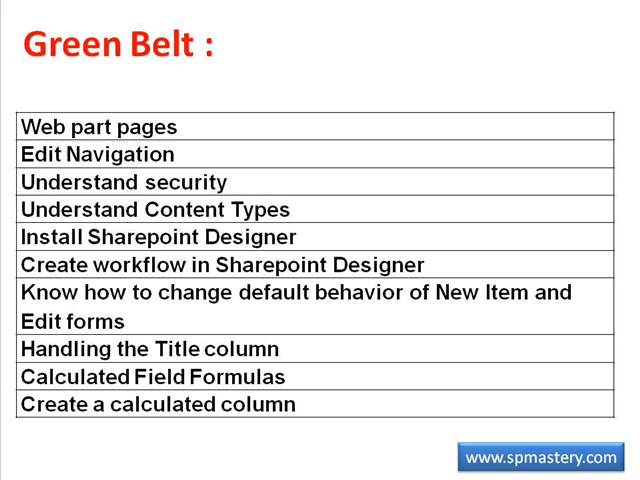 Green Belt :
Web part pages
Edit Navigation
Understand security
Understand Content Types
Install Sharepoint Designer
Create workflow in Sharepoint Designer
Know how to change default behavior of New Item and
Edit forms
Handling the Title column
Calculated Field Formulas
Create a calculated column
www.spmastery.com